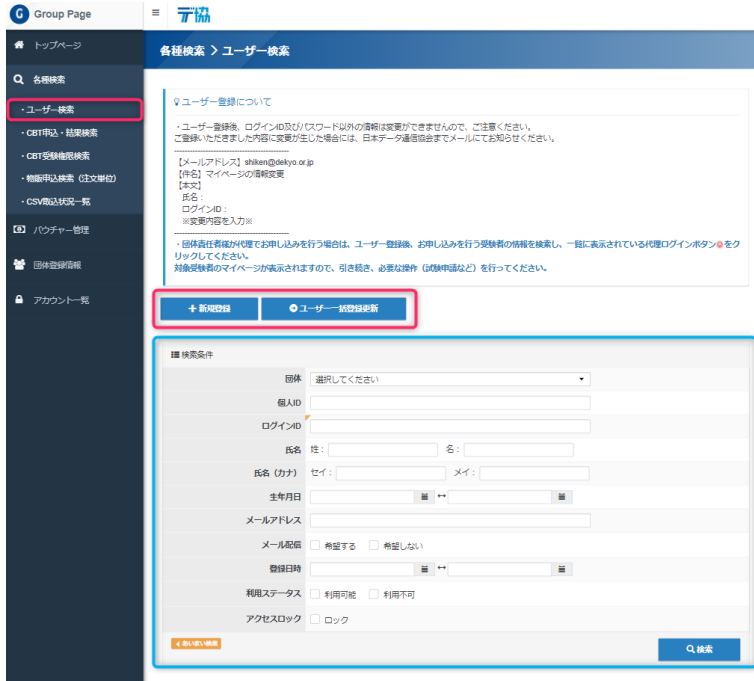 G Group Page
デ協
トップページ
各種検索
・ユーザー検索
・CBT申込・結果検索
・CBT受験権限検索
・物販申込検索（注文単位）
・CSV取込状況一覧
バウチャー管理
団体登録情報
アカウント一覧
各種検索 > ユーザー検索
ユーザー登録について
・ユーザー登録後、ログインID及びパスワード以外の情報は変更ができませんので、ご注意ください。
ご登録いただきました内容に変更が生じた場合には、日本データ通信協会までメールにてお知らせください。
----------------------------------------
【メールアドレス】shiken@dekyo.or.jp
【件名】マイページの情報変更
【本文】
氏名：
ログインID：
※変更内容を入力※
----------------------------------------
・団体責任者様が代理でお申し込みを行う場合は、ユーザー登録後、お申し込みを行う受験者の情報を検索し、一覧に表示されている代理ログインボタンをク
リックしてください。
対象受験者のマイページが表示されますので、引き続き、必要な操作（試験申請など）を行ってください。
+ 新規登録
ユーザー一括登録更新
検索条件
団体 選択してください
個人ID
ログインID
氏名 姓： 名：
氏名（カナ） セイ： メイ：
生年月日 ↔
メールアドレス
メール配信 希望する 希望しない
登録日時 ↔
利用ステータス 利用可能 利用不可
アクセスロック ロック
あいまい検索
検索